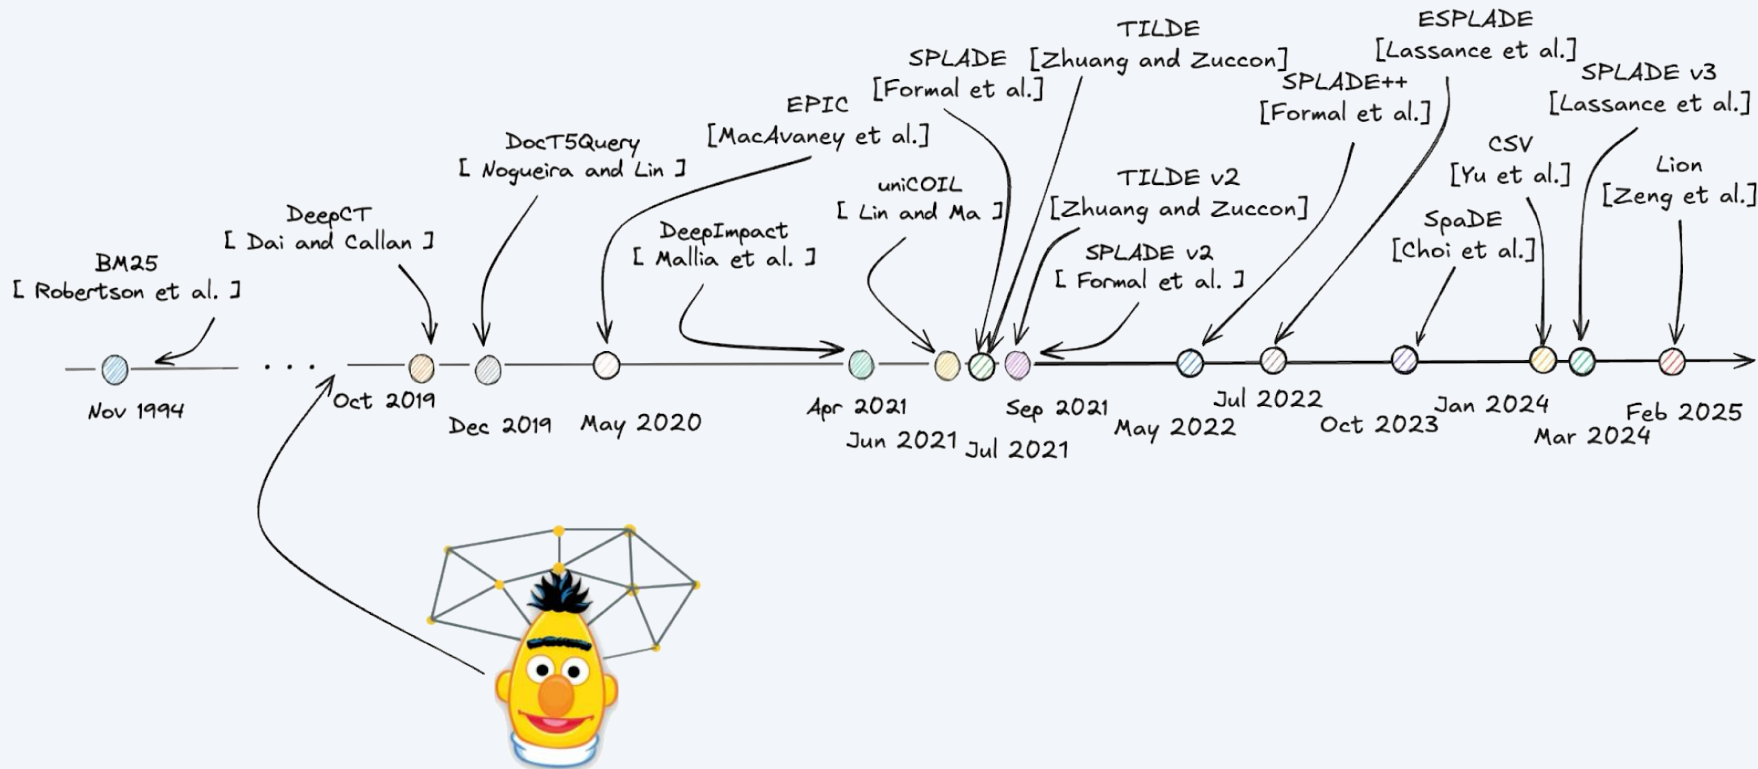 BM25
[ Robertson et al. ]
DeepCT
[ Dai and Callan ]
DocT5Query
[ Nogueira and Lin ]
EPIC
[MacAvaney et al.]
DeepImpact
[ Mallia et al. ]
uniCOIL
[ Lin and Ma ]
SPLADE
[Formal et al.]
TILDE
[Zhuang and Zuccon]
TILDE v2
[Zhuang and Zuccon]
SPLADE v2
[ Formal et al. ]
SPLADE++
[Formal et al.]
ESPLADE
[Lassance et al.]
SpaDE
[Choi et al.]
CSV
[Yu et al.]
SPLADE v3
[Lassance et al.]
Lion
[Zeng et al.]
...
Nov 1994
Oct 2019
Dec 2019
May 2020
Apr 2021
Jun 2021
Jul 2021
Sep 2021
May 2022
Jul 2022
Oct 2023
Jan 2024
Mar 2024
Feb 2025